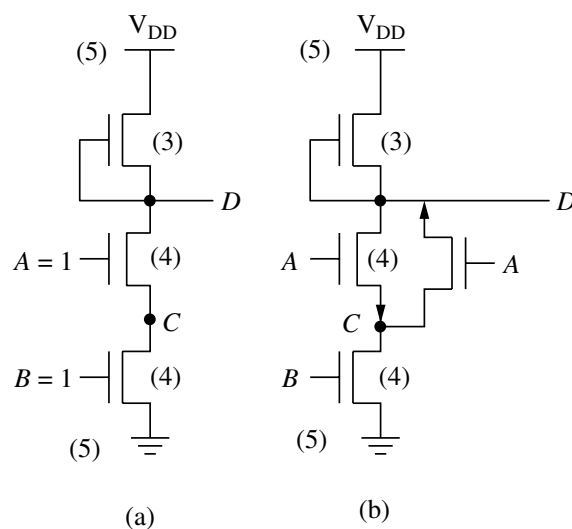 V_DD
(5)
(3)
D
A = 1
(4)
C
B = 1
(4)
(5)
(a)
V_DD
(5)
(3)
D
A
(4)
A
C
B
(4)
(5)
(b)